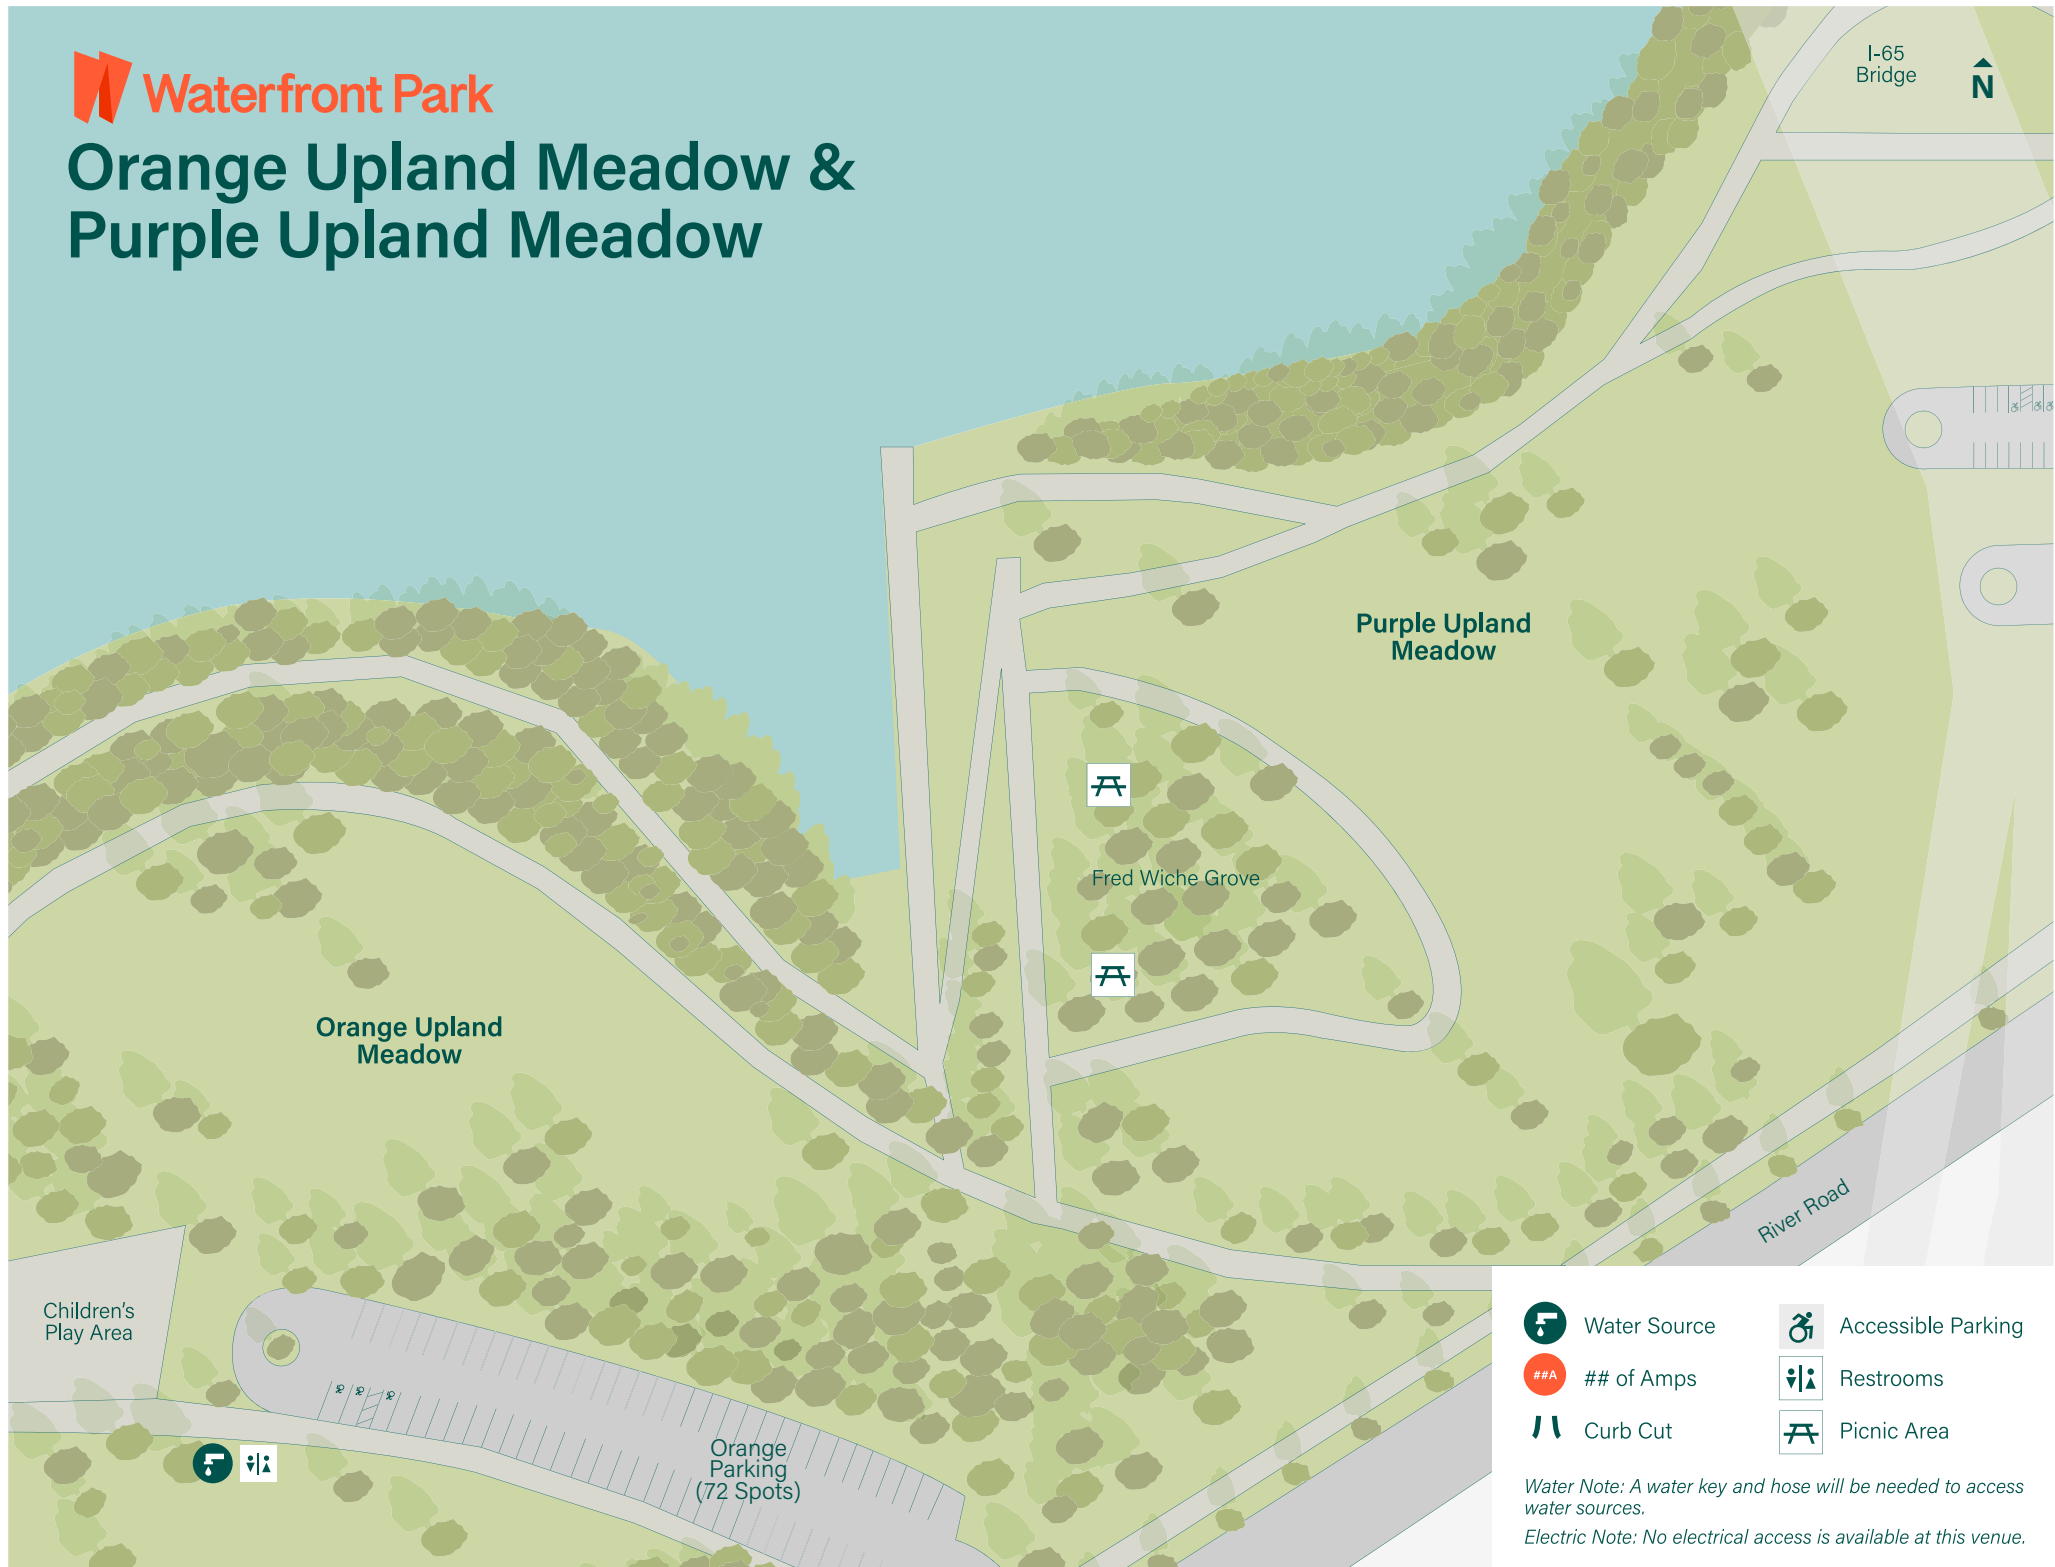 Waterfront Park
Orange Upland Meadow &
Purple Upland Meadow
I-65
Bridge
N
Purple Upland
Meadow
Fred Wiche Grove
Orange Upland
Meadow
River Road
Children's
Play Area
Orange
Parking
(72 Spots)
Water Source
Accessible Parking
##A
## of Amps
Restrooms
Curb Cut
Picnic Area
Water Note: A water key and hose will be needed to access
water sources.
Electric Note: No electrical access is available at this venue.